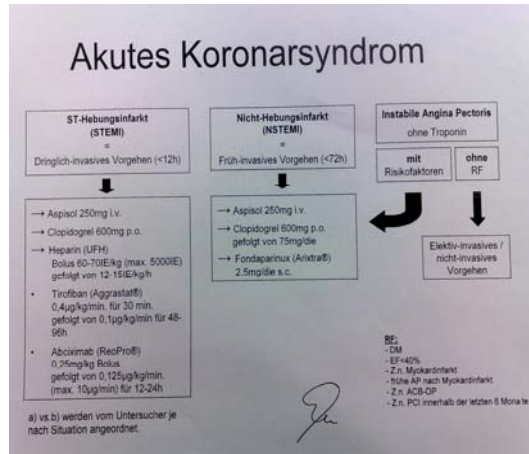 Akutes Koronarsyndrom
ST-Hebungsinfarkt
(STEMI)
=
Dringlich-invasives Vorgehen (<12h)
→ Aspisol 250mg i.v.
→ Clopidogrel 600mg p.o.
→ Heparin (UFH)
Bolus 60-70IE/kg (max. 5000IE)
gefolgt von 12-15IE/kg/h
• Tirofiban (Aggrastat®)
0,4µg/kg/min. für 30 min.
gefolgt von 0,1µg/kg/min für 48-
96h
• Abciximab (ReoPro®)
0,25mg/kg Bolus
gefolgt von 0,125µg/kg/min.
(max. 10µg/min) für 12-24h
a) vs.b) werden vom Untersucher je
nach Situation angeordnet.
Nicht-Hebungsinfarkt
(NSTEMI)
=
Früh-invasives Vorgehen (<72h)
→ Aspisol 250mg i.v.
→ Clopidogrel 600mg p.o.
gefolgt von 75mg/die
→ Fondaparinux (Arixtra®)
2.5mg/die s.c.
Instabile Angina Pectoris
ohne Troponin
mit
Risikofaktoren
ohne
RF
Elektiv-invasives /
nicht-invasives
Vorgehen
RF:
- DM
- EF<40%
- Z.n. Myokardinfarkt
- frühe AP nach Myokardinfarkt
- Z.n. ACB-OP
- Z.n. PCI innerhalb der letzten 6 Monate